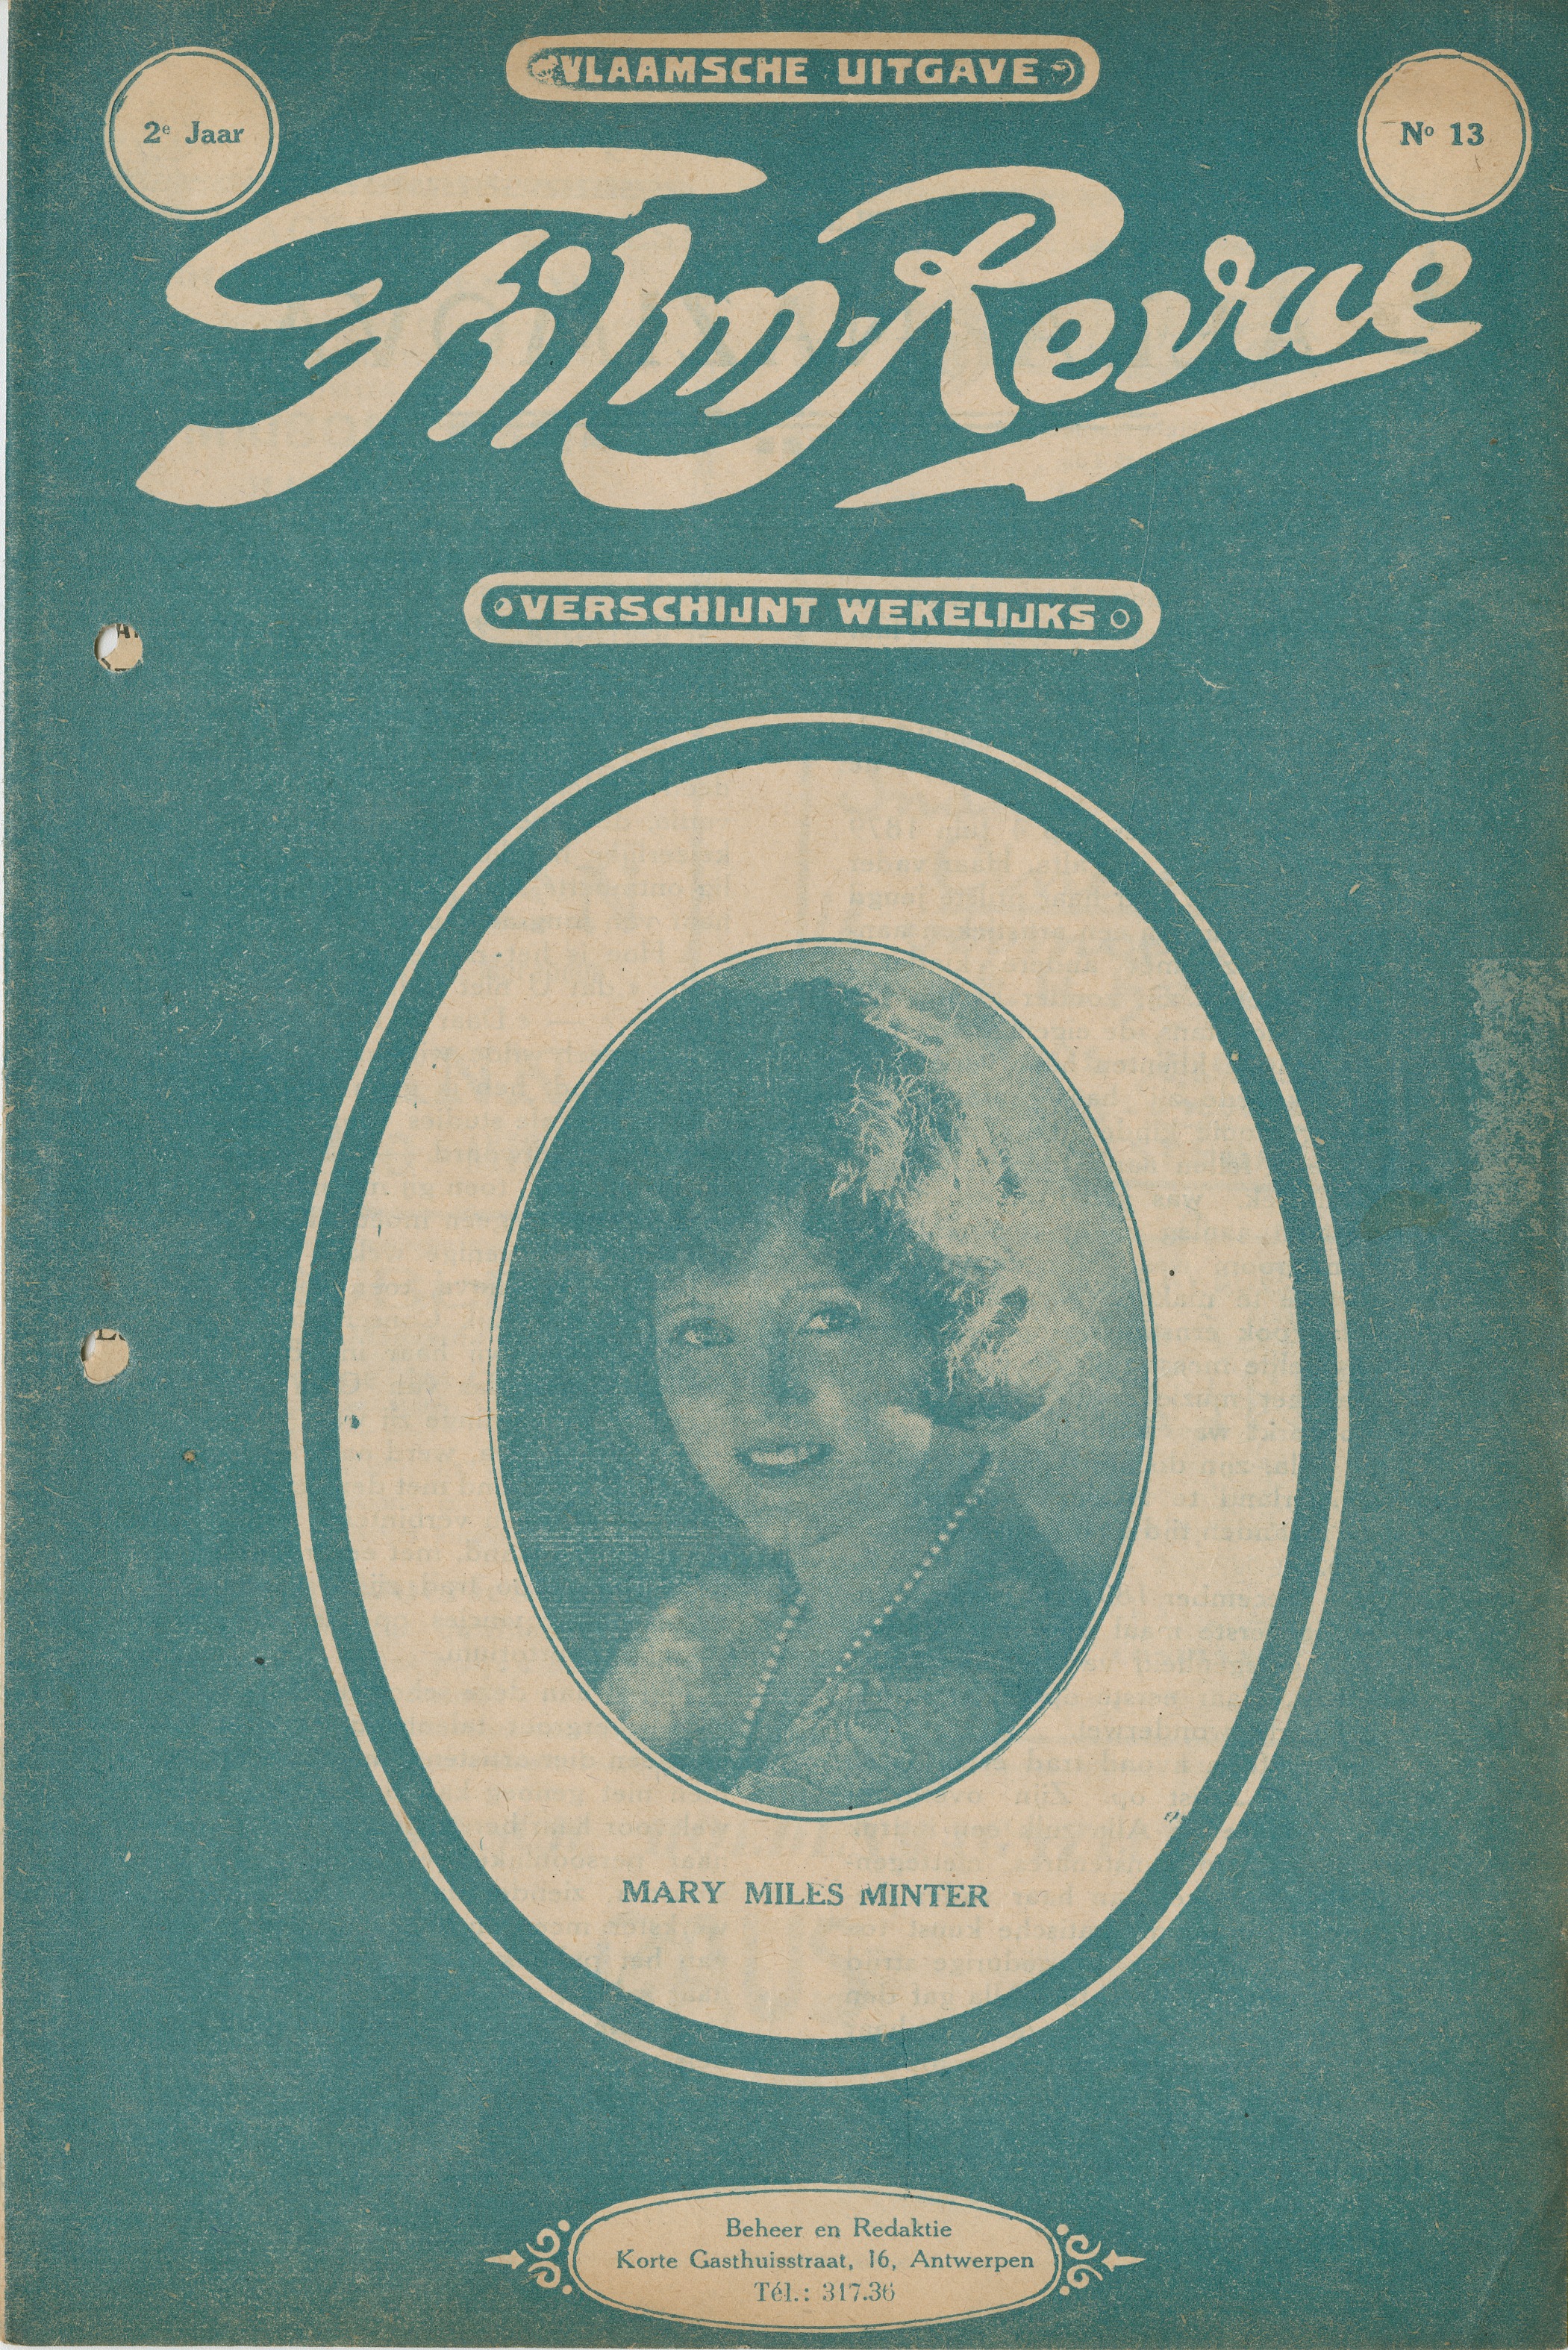 VLAAMSCHE UITGAVE
2e Jaar
No 13
Film-Revue
VERSCHIJNT WEKELIJKS
MARY MILES MINTER
Beheer en Redaktie
Korte Gasthuisstraat, 16, Antwerpen
Tél.: 317.36